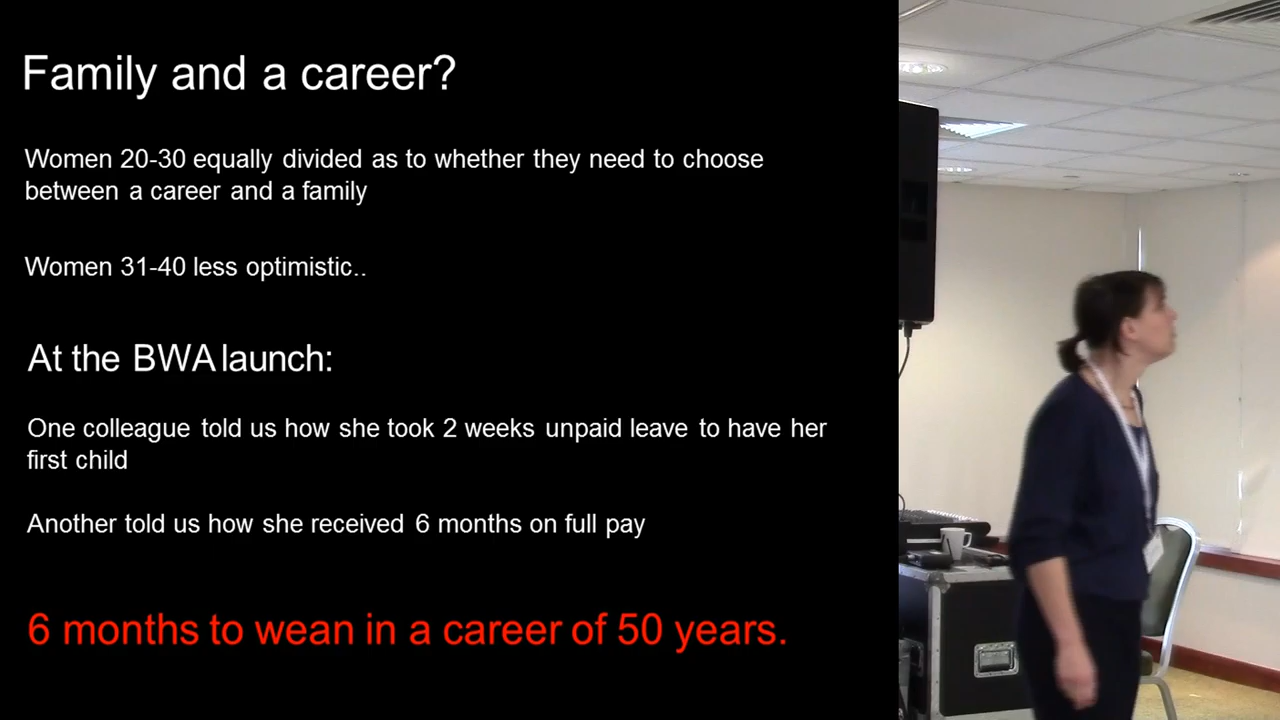 Family and a career?
Women 20-30 equally divided as to whether they need to choose
between a career and a family
Women 31-40 less optimistic..
At the BWA launch:
One colleague told us how she took 2 weeks unpaid leave to have her
first child
Another told us how she received 6 months on full pay
6 months to wean in a career of 50 years.